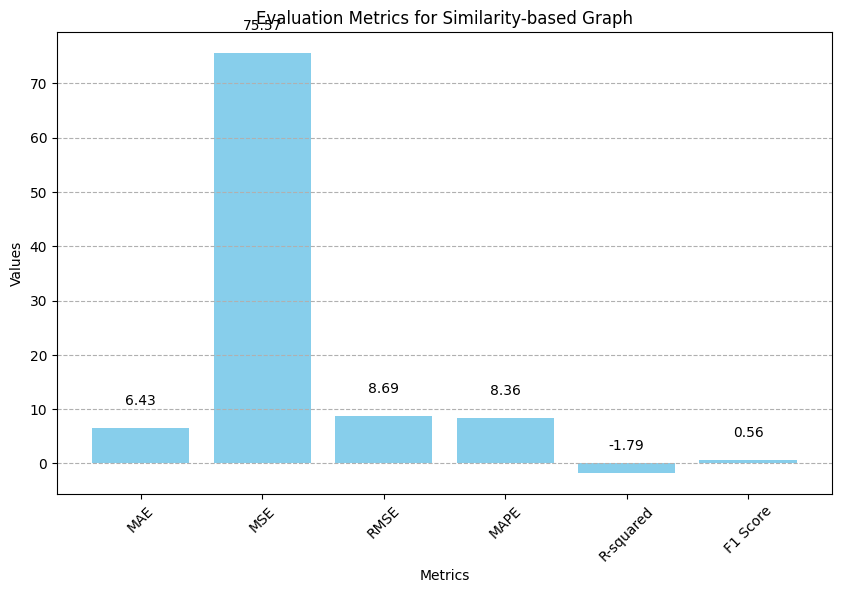 Evaluation Metrics for Similarity-based Graph
75.57
70
60
50
40
30
20
10
0
Values
6.43
8.69
8.36
-1.79
0.56
MAE
MSE
RMSE
MAPE
R-squared
F1 Score
Metrics